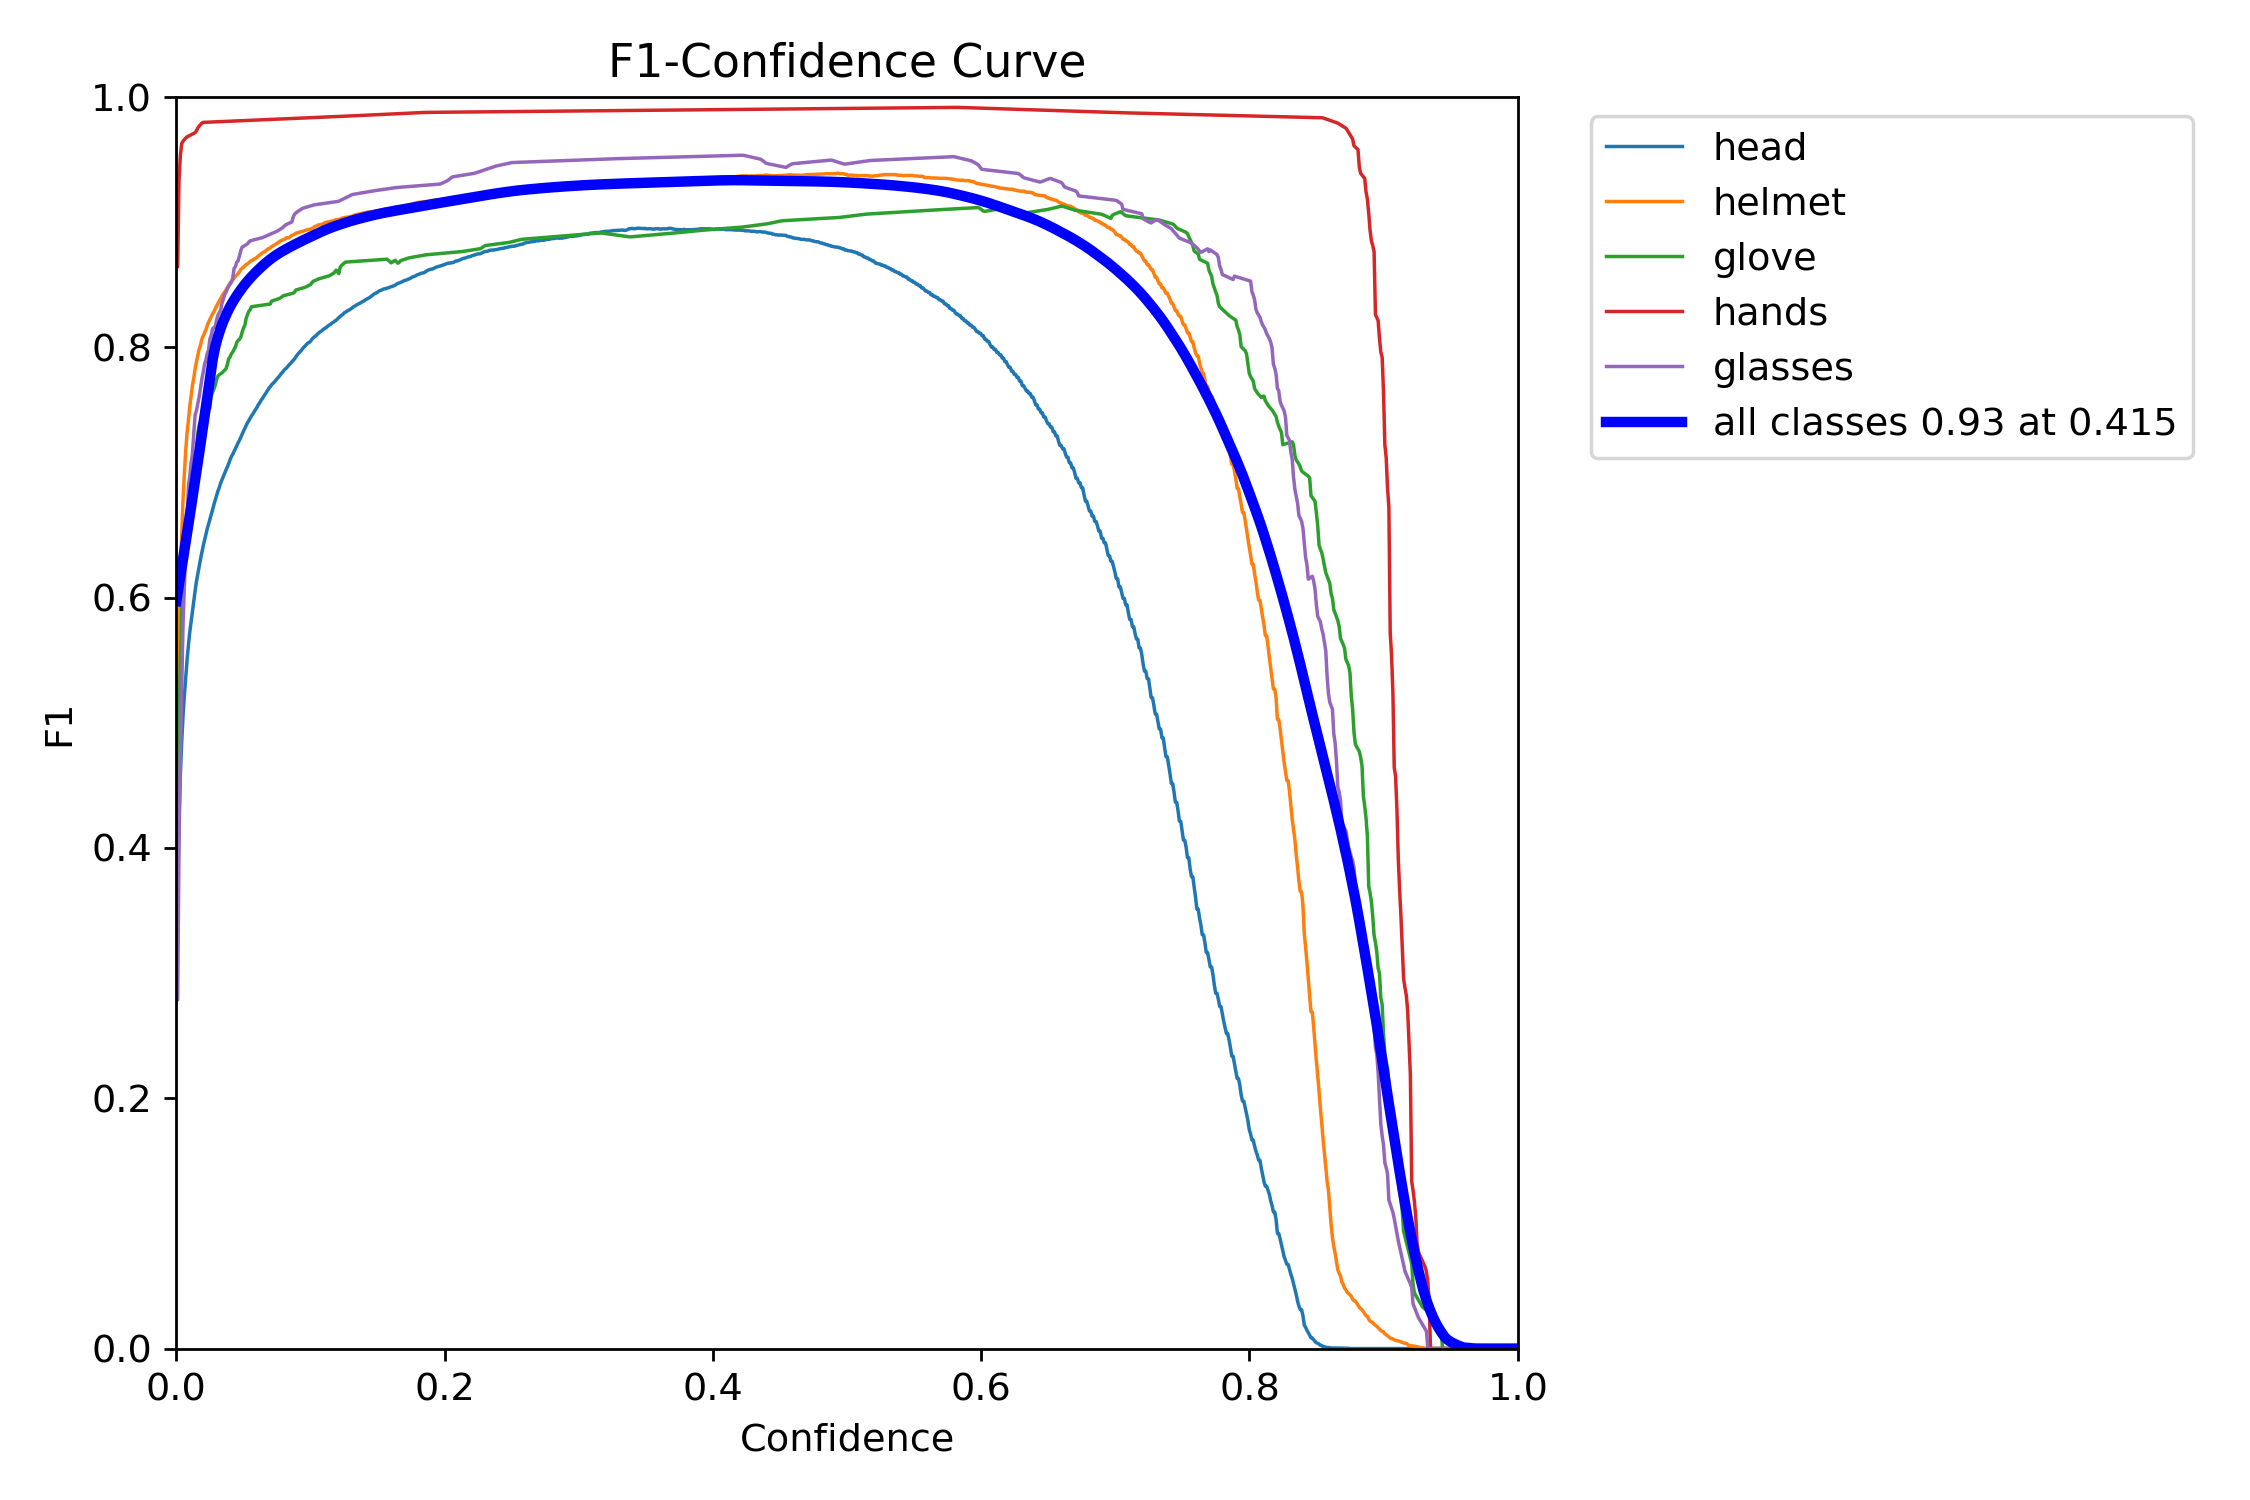 F1-Confidence Curve
1.0
0.8
0.6
0.4
0.2
0.0
F1
0.0 0.2 0.4 0.6 0.8 1.0
Confidence
head
helmet
glove
hands
glasses
all classes 0.93 at 0.415